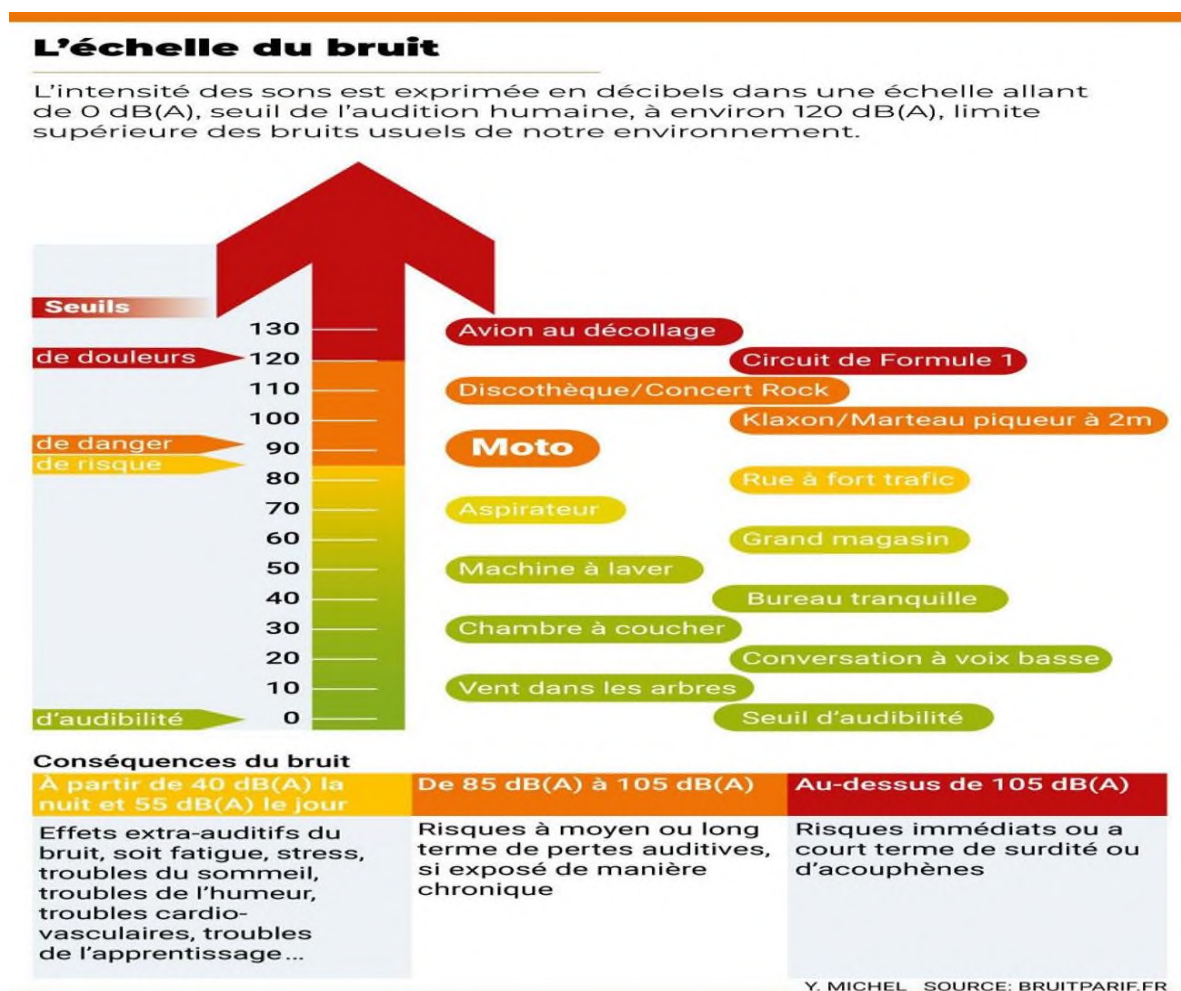 L'échelle du bruit
L'intensité des sons est exprimée en décibels dans une échelle allant
de 0 dB(A), seuil de l'audition humaine, à environ 120 dB(A), limite
supérieure des bruits usuels de notre environnement.
Seuils
130
Avion au décollage
de douleurs
120
Circuit de Formule 1
110
Discothèque/Concert Rock
100
Klaxon/Marteau piqueur à 2m
de danger
90
Moto
de risque
80
Rue à fort trafic
70
Aspirateur
60
Grand magasin
50
Machine à laver
40
Bureau tranquille
30
Chambre à coucher
20
Conversation à voix basse
10
Vent dans les arbres
d'audibilité
0
Seuil d'audibilité
Conséquences du bruit
À partir de 40 dB(A) la
nuit et 55 dB(A) le jour
Effets extra-auditifs du
bruit, soit fatigue, stress,
troubles du sommeil,
troubles de l'humeur,
troubles cardio-
vasculaires, troubles
de l'apprentissage...
De 85 dB(A) à 105 dB(A)
Risques à moyen ou long
terme de pertes auditives,
si exposé de manière
chronique
Au-dessus de 105 dB(A)
Risques immédiats ou a
court terme de surdité ou
d'acouphènes
Y. MICHEL SOURCE: BRUITPARIF.FR